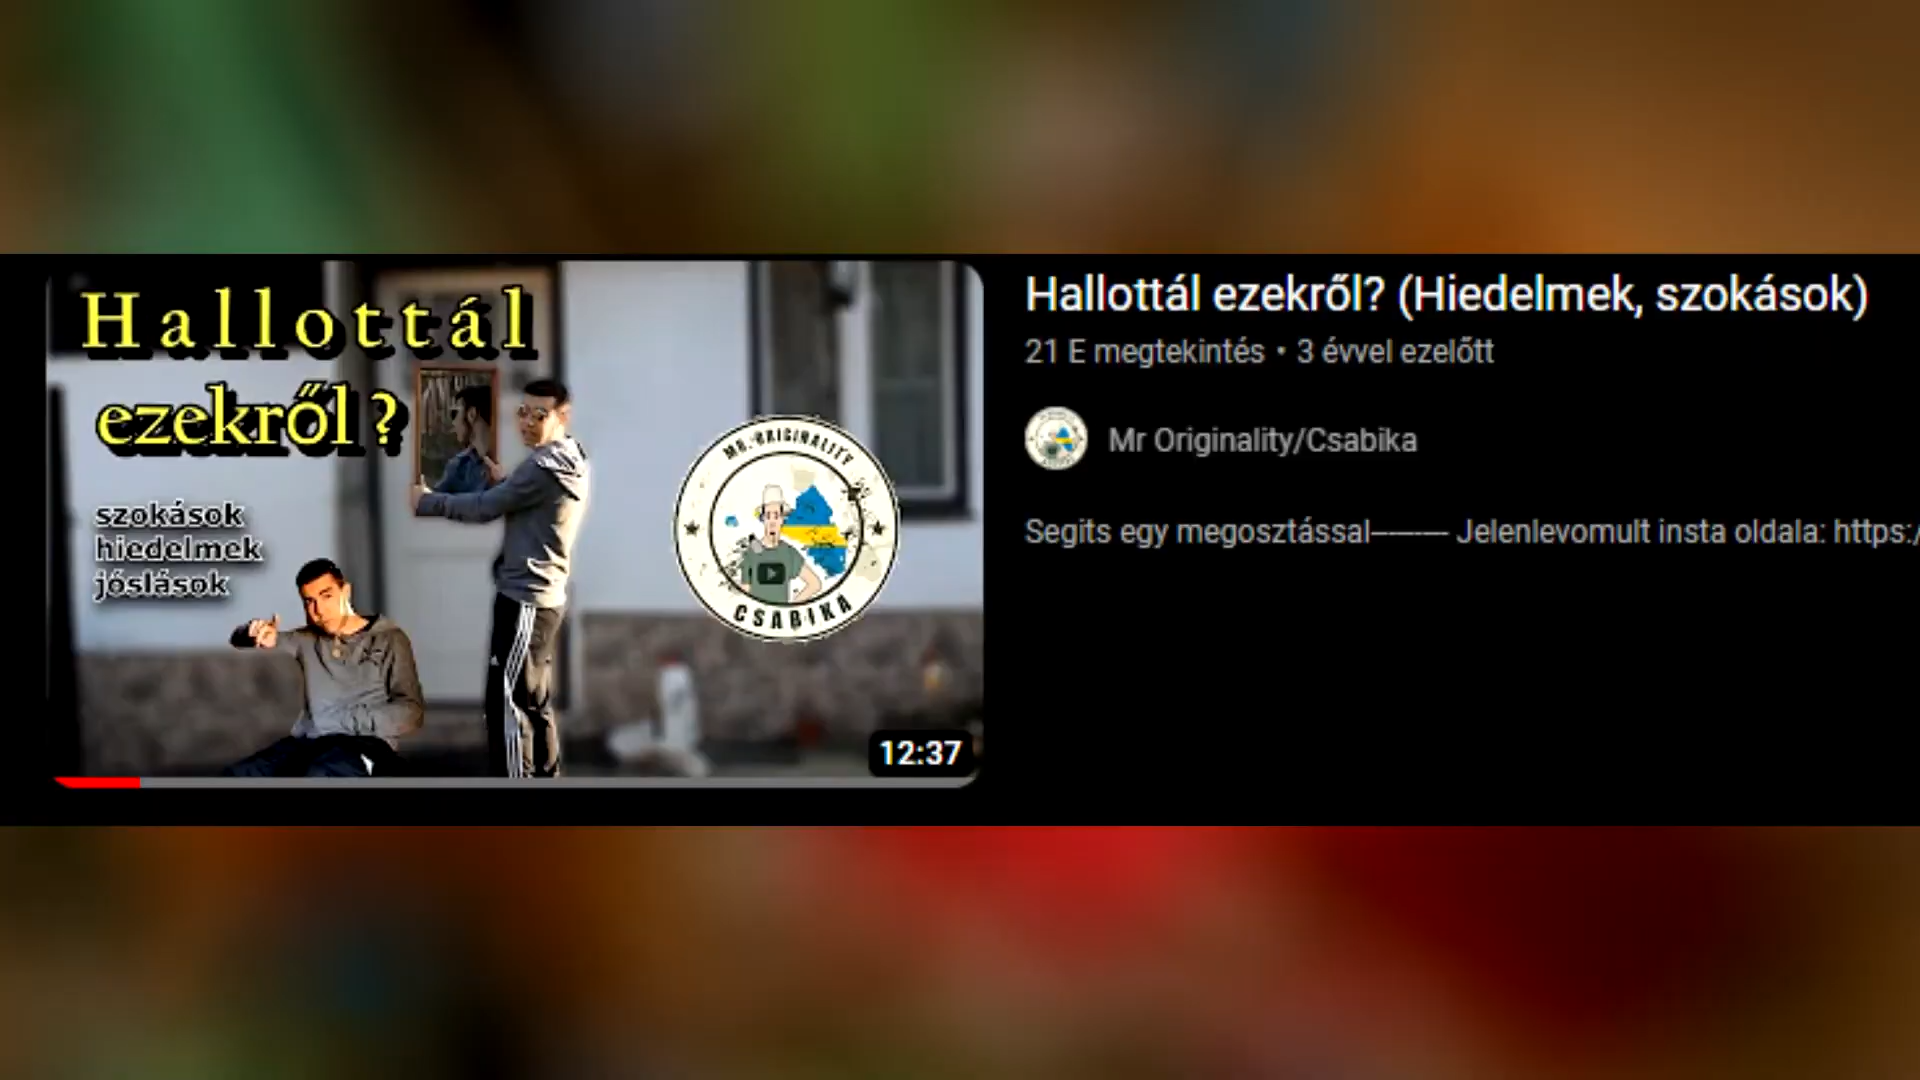 Hallottál
ezekről?
szokások
hiedelmek
jóslások
MR. ORIGINALITY
CSABIKA
12:37
Hallottál ezekről? (Hiedelmek, szokások)
21 E megtekintés • 3 évvel ezelőtt
Mr Originality/Csabika
Segits egy megosztással-------- Jelenlevomult insta oldala: https:/